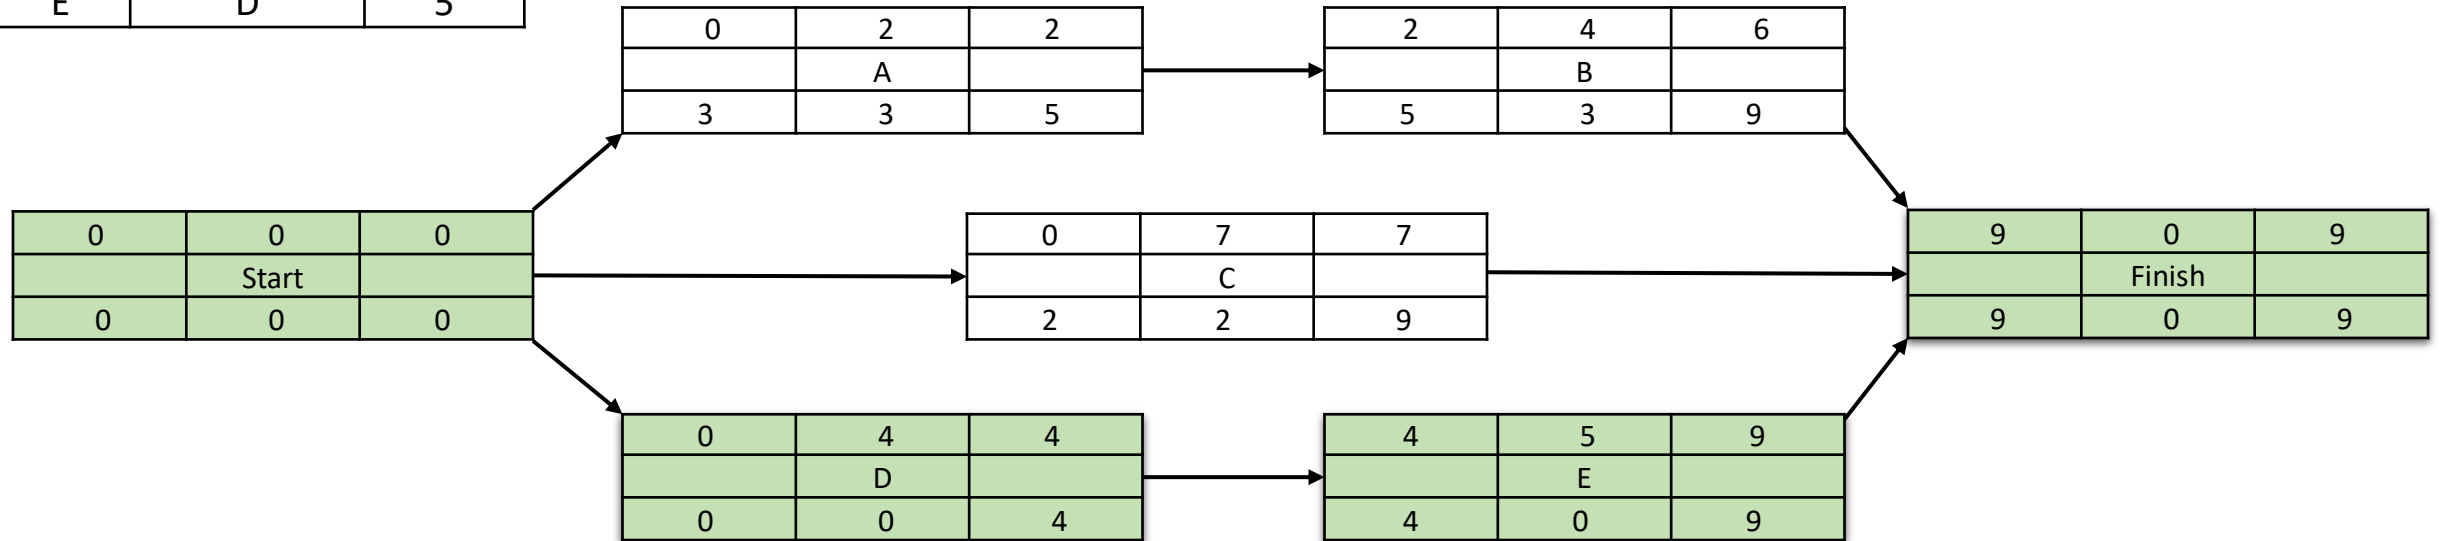 E D 5
0 2 2
A
3 3 5
2 4 6
B
5 3 9
0 0 0
Start
0 0 0
0 7 7
C
2 2 9
9 0 9
Finish
9 0 9
0 4 4
D
0 0 4
4 5 9
E
4 0 9